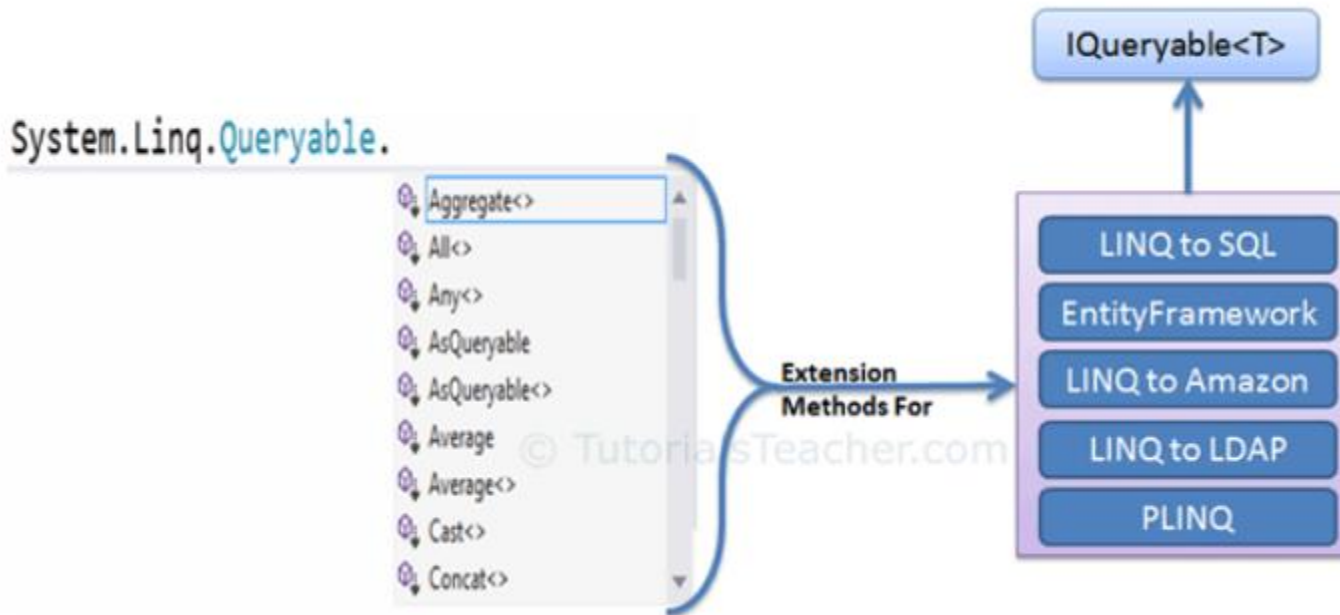 IQueryable<T>
System.Linq.Queryable.
Aggregate<>
All<>
Any<>
AsQueryable
AsQueryable<>
Average
Average<>
Cast<>
Concat<>
Extension
Methods For
LINQ to SQL
EntityFramework
LINQ to Amazon
LINQ to LDAP
PLINQ
© TutorialsTeacher.com